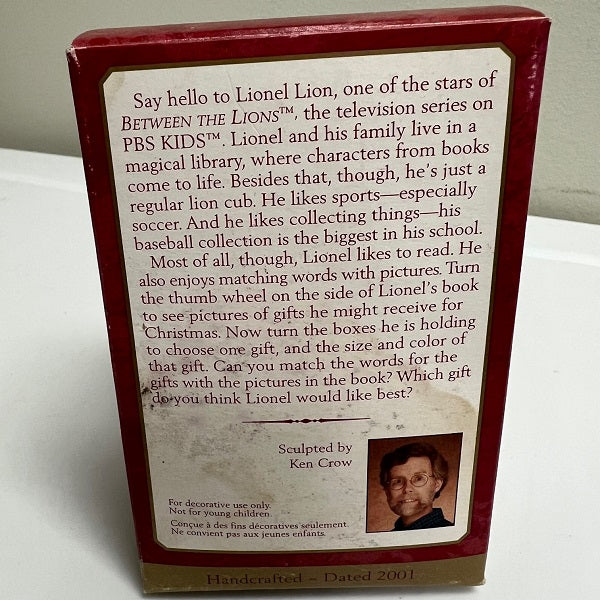 Say hello to Lionel Lion, one of the stars of
BETWEEN THE LIONS™, the television series on
PBS KIDS™. Lionel and his family live in a
magical library, where characters from books
come to life. Besides that, though, he's just a
regular lion cub. He likes sports—especially
soccer. And he likes collecting things—his
baseball collection is the biggest in his school.
Most of all, though, Lionel likes to read. He
also enjoys matching words with pictures. Turn
the thumb wheel on the side of Lionel's book
to see pictures of gifts he might receive for
Christmas. Now turn the boxes he is holding
to choose one gift, and the size and color of
that gift. Can you match the words for the
gifts with the pictures in the book? Which gift
do you think Lionel would like best?
Sculpted by
Ken Crow
For decorative use only.
Not for young children.
Conçue à des fins décoratives seulement.
Ne convient pas aux jeunes enfants.
Handcrafted – Dated 2001